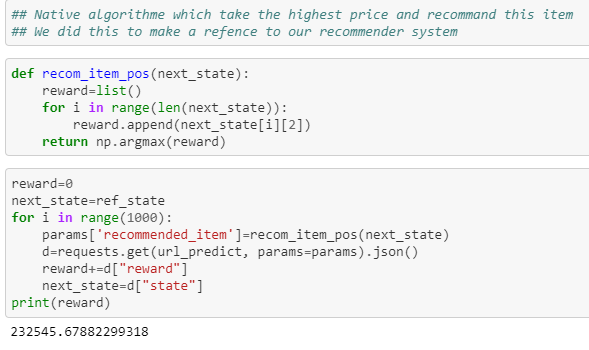 ## Native algorithme which take the highest price and recommand this item
## We did this to make a refence to our recommender system
def recom_item_pos(next_state):
    reward=list()
    for i in range(len(next_state)):
        reward.append(next_state[i][2])
    return np.argmax(reward)
reward=0
next_state=ref_state
for i in range(1000):
    params['recommended_item']=recom_item_pos(next_state)
    d=requests.get(url_predict, params=params).json()
    reward+=d["reward"]
    next_state=d["state"]
print(reward)
232545.67882299318